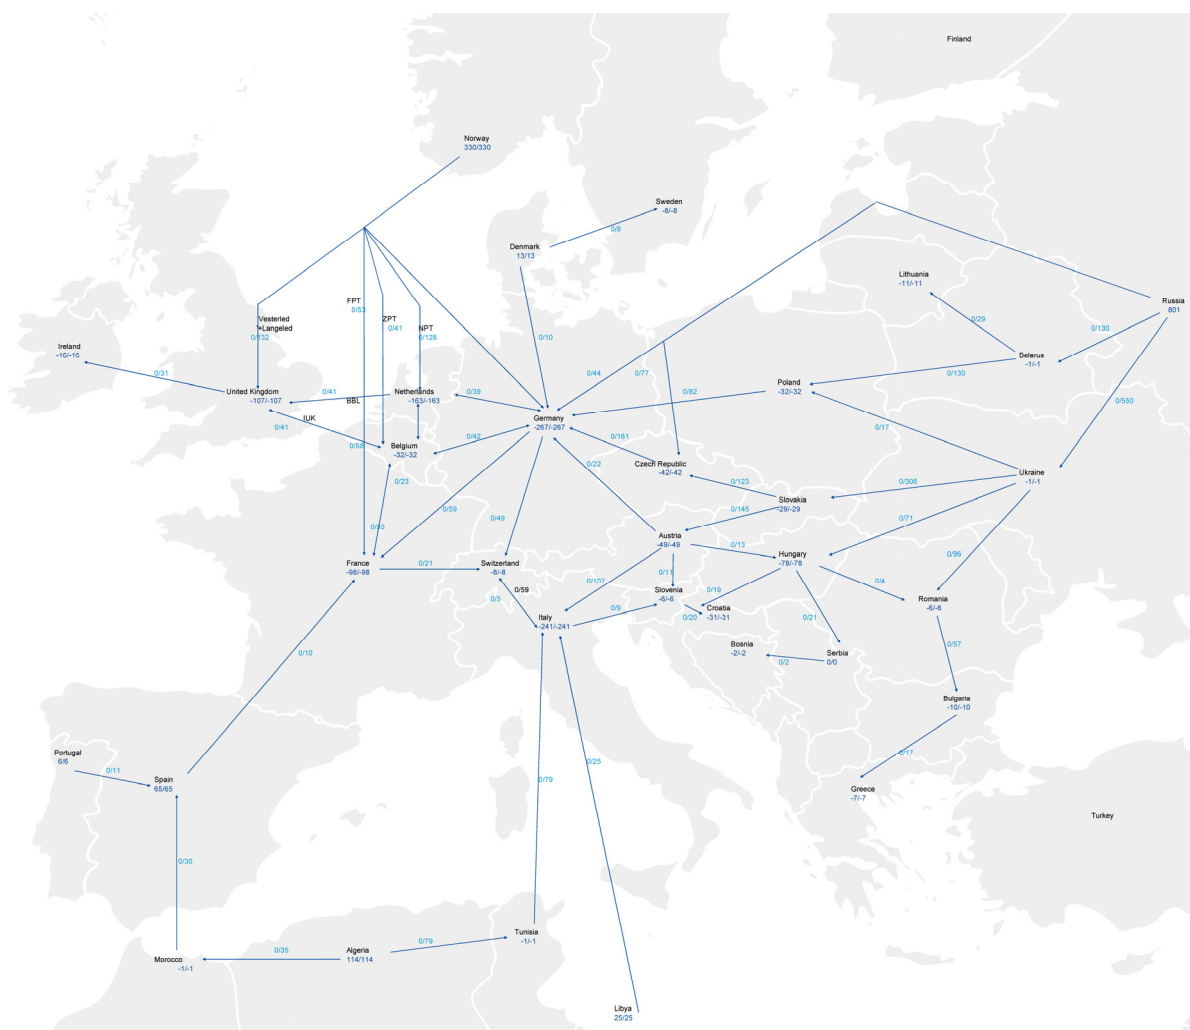 Finland
Norway
330/330
Sweden
-8/-8
0/8
Denmark
13/13
Lithuania
-11/-11
Russia
801
FPT
0/53
Vesterled
+Langeled
0/132
ZPT
0/41
NPT
0/128
0/10
0/29
0/130
Ireland
0/31
Belarus
-1/-1
0/44
0/77
0/130
Poland
-32/-32
United Kingdom
-107/-107
0/41
BBL
Netherlands
-163/-163
0/39
0/82
0/550
IUK
0/41
Germany
-267/-267
0/17
0/58
Belgium
-32/-32
0/42
0/161
Czech Republic
-42/-42
0/22
Ukraine
-1/-1
0/23
0/123
0/306
Slovakia
-29/-29
0/59
0/145
0/49
0/71
Austria
-49/-49
0/13
Hungary
-78/-78
0/96
France
-98/-98
0/21
Switzerland
-8/-8
0/11
0/107
0/4
0/5
0/59
Slovenia
-6/-6
0/19
Romania
-6/-6
0/9
Croatia
-31/-31
0/20
Italy
-241/-241
0/21
Bosnia
-2/-2
0/2
Serbia
0/0
0/57
0/10
Bulgaria
-10/-10
Portugal
6/6
0/11
Spain
65/65
0/79
0/25
0/17
Greece
-7/-7
Turkey
0/30
Tunisia
-1/-1
0/79
Algeria
114/114
0/35
Morocco
-1/-1
Libya
25/25